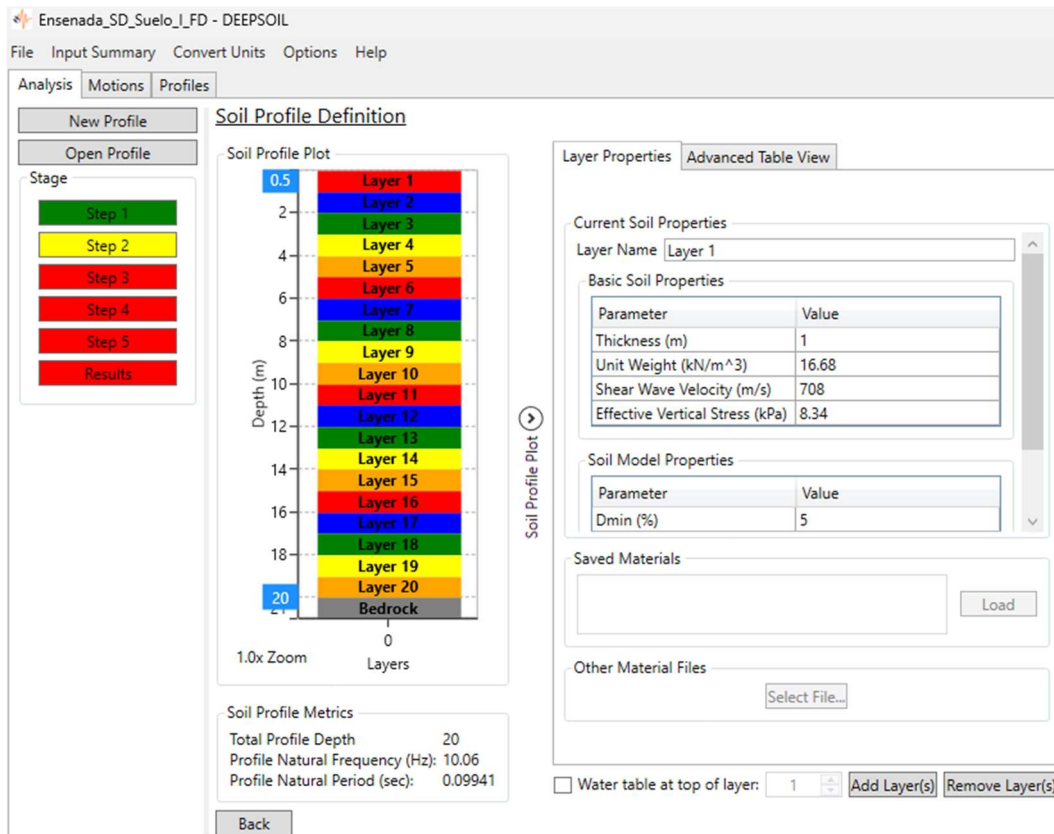 Ensenada_SD_Suelo_I_FD - DEEPSOIL
File Input Summary Convert Units Options Help
Analysis Motions Profiles
New Profile
Open Profile
Stage
Step 1
Step 2
Step 3
Step 4
Step 5
Results
Soil Profile Definition
Soil Profile Plot
0.5
2
4
6
8
10
12
14
16
18
20
Depth (m)
Layer 1
Layer 2
Layer 3
Layer 4
Layer 5
Layer 6
Layer 7
Layer 8
Layer 9
Layer 10
Layer 11
Layer 12
Layer 13
Layer 14
Layer 15
Layer 16
Layer 17
Layer 18
Layer 19
Layer 20
Bedrock
0
1.0x Zoom
Layers
Soil Profile Metrics
Total Profile Depth 20
Profile Natural Frequency (Hz): 10.06
Profile Natural Period (sec): 0.09941
Back
Soil Profile Plot
Layer Properties Advanced Table View
Current Soil Properties
Layer Name Layer 1
Basic Soil Properties
Parameter Value
Thickness (m) 1
Unit Weight (kN/m^3) 16.68
Shear Wave Velocity (m/s) 708
Effective Vertical Stress (kPa) 8.34
Soil Model Properties
Parameter Value
Dmin (%) 5
Saved Materials
Load
Other Material Files
Select File...
Water table at top of layer: 1 Add Layer(s) Remove Layer(s)